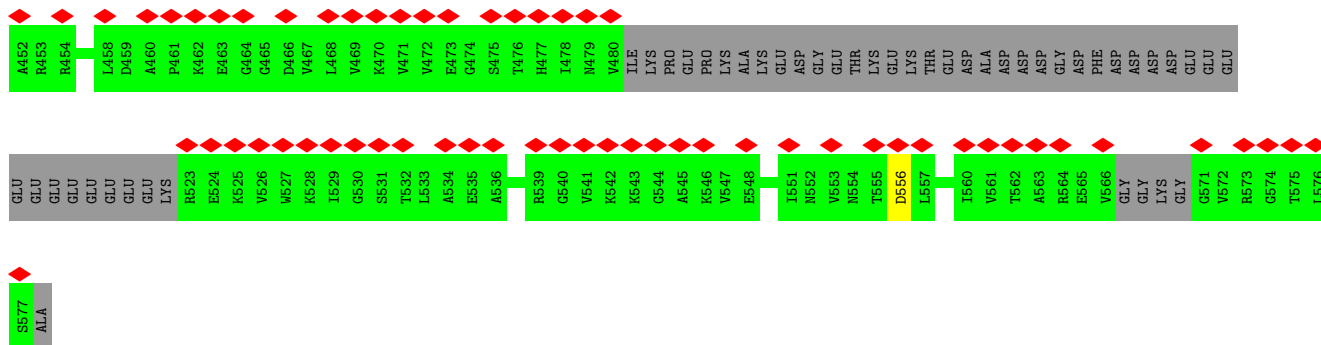 A452 R453 R454 L458 D459 A460 P461 K462 E463 G464 G465 D466 V467 L468 V469 K470 V471 V472 E473 G474 S475 T476 H477 I478 N479 V480 ILE LYS PRO GLU PRO LYS ALA LYS GLU ASP GLY GLU THR LYS GLU LYS THR GLU ASP ALA ASP ASP ASP GLY ASP PHE ASP ASP ASP ASP GLU GLU GLU
GLU GLU GLU GLU GLU GLU GLU GLU LYS R523 E524 K525 V526 W527 K528 I529 G530 S531 T532 L533 A534 E535 A536 R539 G540 V541 K542 K543 G544 A545 K546 V547 E548 I551 N552 V553 N554 T555 D556 L557 I560 V561 T562 A563 R564 E565 V566 GLY GLY LYS GLY G571 V572 R573 G574 T575 L576
S577 ALA